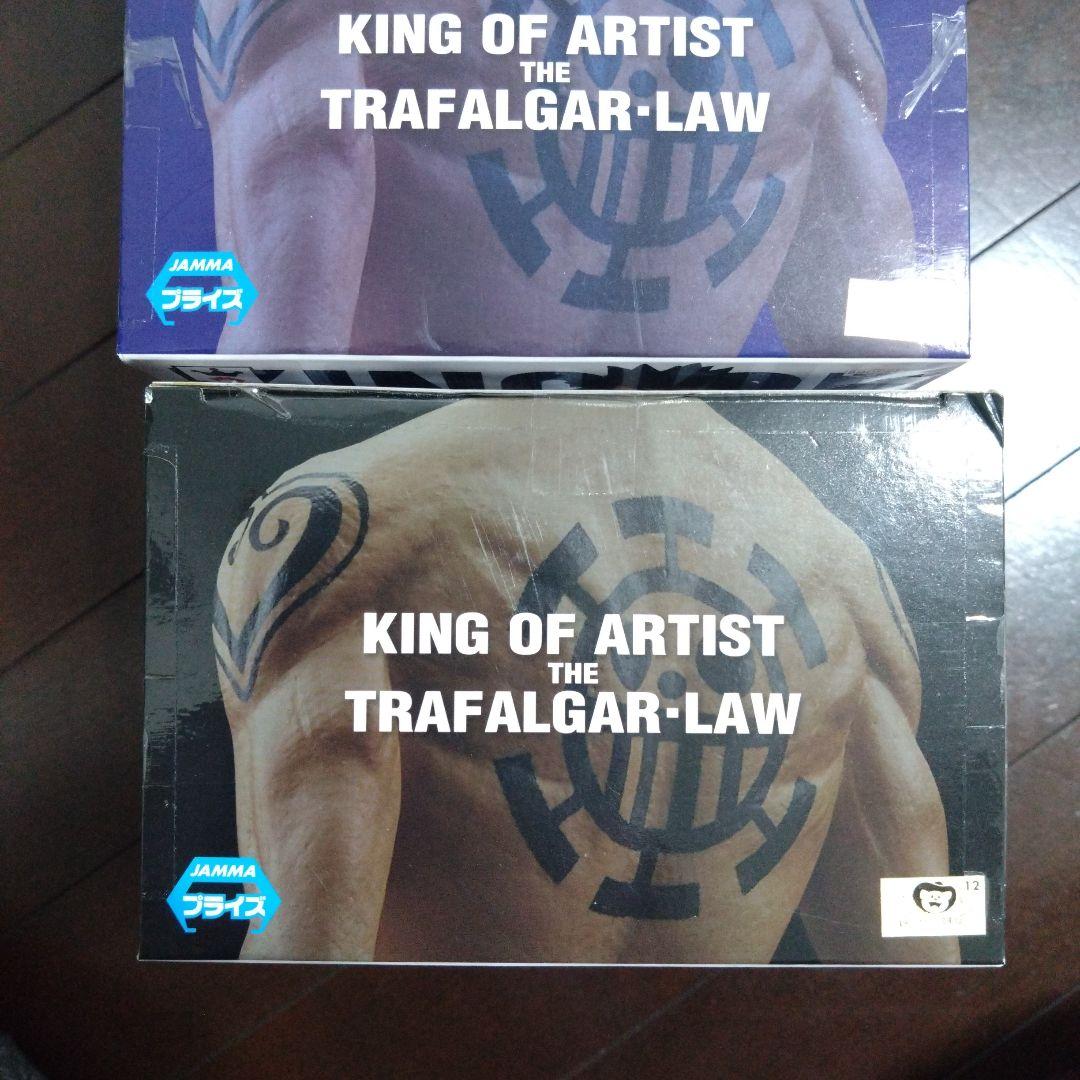 KING OF ARTIST
THE
TRAFALGAR·LAW
JAMMA
プライズ
KING OF ARTIST
THE
TRAFALGAR·LAW
JAMMA
プライズ
12